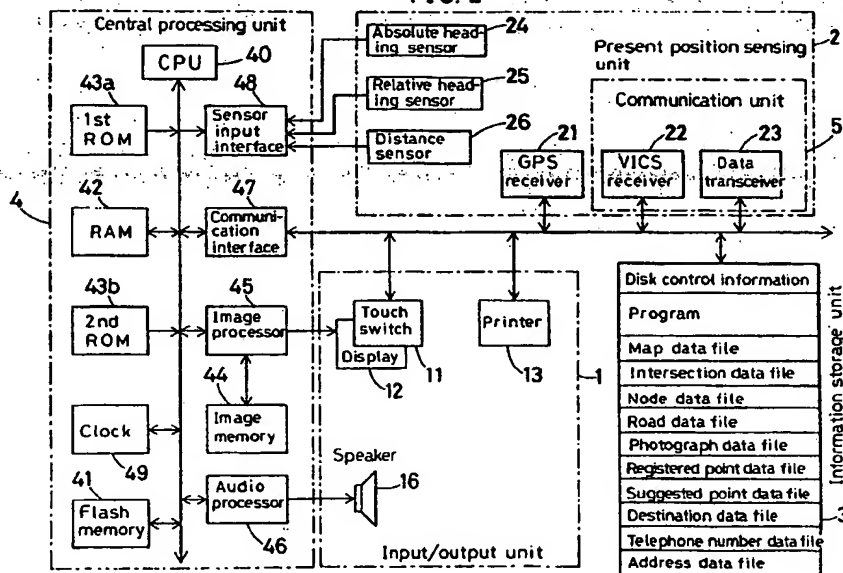 Central processing unit
CPU
40
43a
1st ROM
48
Sensor input interface
4
42
RAM
47
Communi-cation interface
43b
2nd ROM
45
Image processor
44
Image memory
Clock
49
41
Flash memory
Audio processor
46
Absolute heading sensor
24
Relative head-ing sensor
25
Distance sensor
26
Present position sensing unit
2
Communication unit
5
21
GPS receiver
22
VICS receiver
23
Data transceiver
Touch switch
Display
12
11
Printer
13
1
Speaker
16
Input/output unit
Disk control information
Program
Map data file
Intersection data file
Node data file
Road data file
Photograph data file
Registered point data file
Suggested point data file
Destination data file
Telephone number data file
Address data file
Information storage unit
3